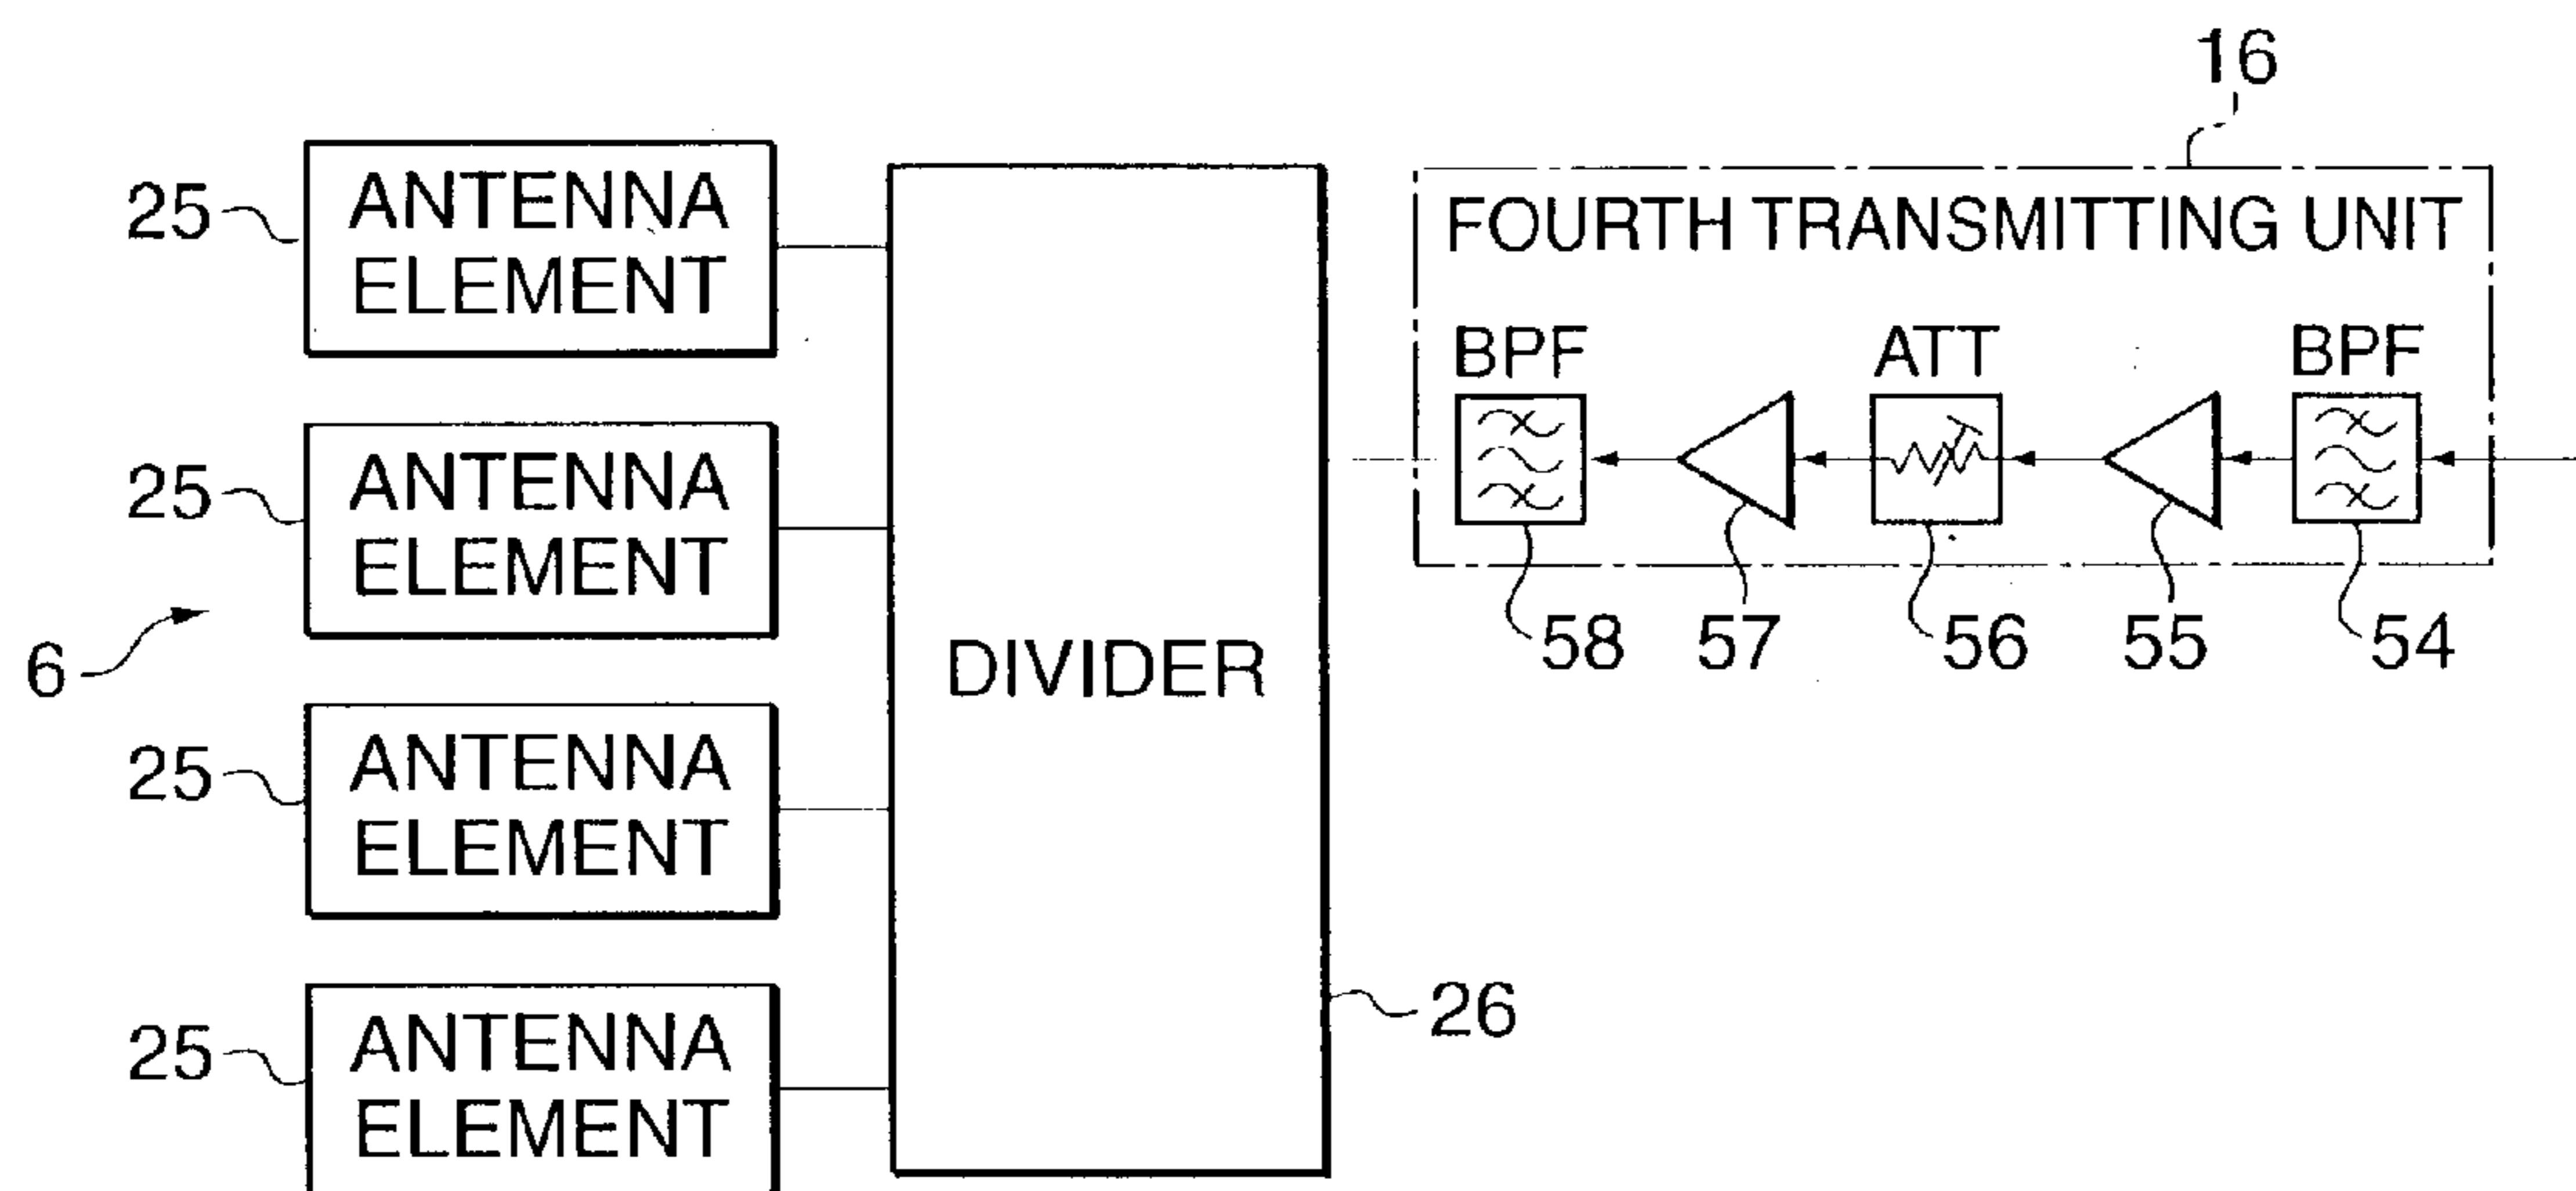 16
25
ANTENNA
ELEMENT
FOURTH TRANSMITTING UNIT
BPF
ATT
BPF
25
ANTENNA
ELEMENT
58
57
56
55
54
6
DIVIDER
25
ANTENNA
ELEMENT
26
25
ANTENNA
ELEMENT